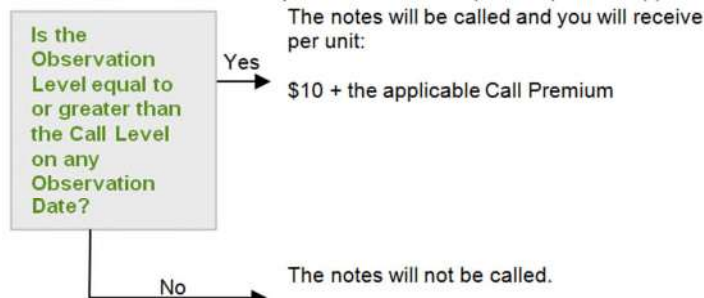 Is the
Observation
Level equal to
or greater than
the Call Level
on any
Observation
Date?
Yes
The notes will be called and you will receive
per unit:
$10 + the applicable Call Premium
No
The notes will not be called.